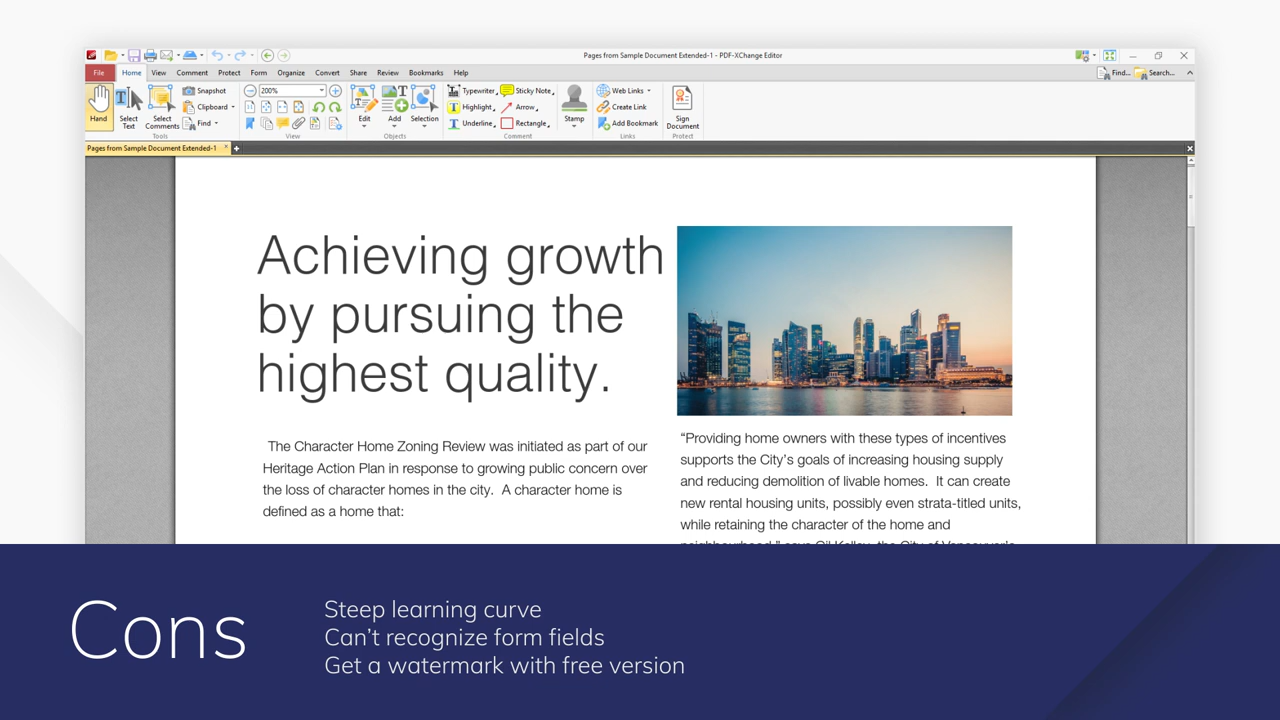 Pages from Sample Document Extended-1 - PDF-XChange Editor
File Home View Comment Protect Form Organize Convert Share Review Bookmarks Help Find... Search...
Hand
Select Text
Select Comments
Snapshot
Clipboard
Find
Tools
200%
View
Edit
Add
Selection
Objects
Typewriter
Highlight
Underline
Sticky Note
Arrow
Rectangle
Comment
Stamp
Web Links
Create Link
Add Bookmark
Links
Sign Document
Protect
Pages from Sample Document Extended-1
Achieving growth
by pursuing the
highest quality.
The Character Home Zoning Review was initiated as part of our
Heritage Action Plan in response to growing public concern over
the loss of character homes in the city. A character home is
defined as a home that:
“Providing home owners with these types of incentives
supports the City’s goals of increasing housing supply
and reducing demolition of livable homes. It can create
new rental housing units, possibly even strata-titled units,
while retaining the character of the home and
Cons
Steep learning curve
Can’t recognize form fields
Get a watermark with free version